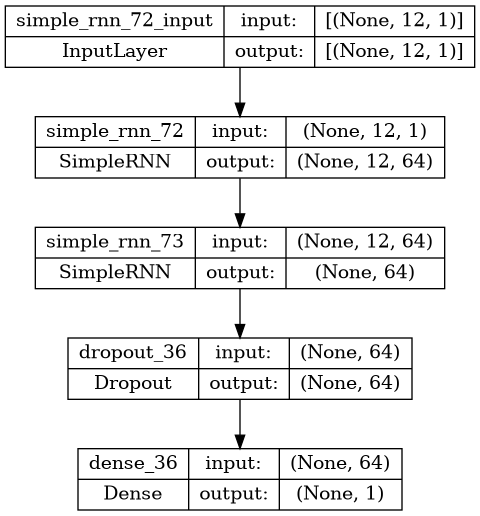 simple_rnn_72_input input: [(None, 12, 1)]
InputLayer output: [(None, 12, 1)]
simple_rnn_72 input: (None, 12, 1)
SimpleRNN output: (None, 12, 64)
simple_rnn_73 input: (None, 12, 64)
SimpleRNN output: (None, 64)
dropout_36 input: (None, 64)
Dropout output: (None, 64)
dense_36 input: (None, 64)
Dense output: (None, 1)